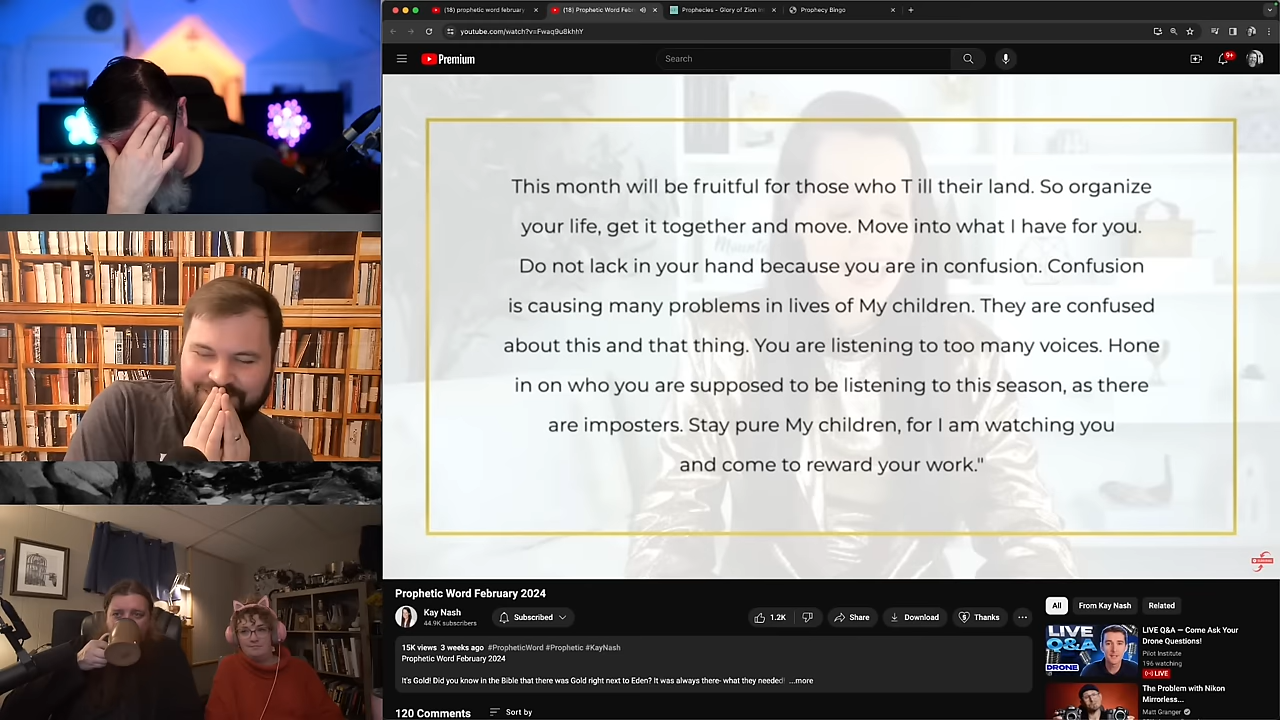 (18) prophetic word february
(18) Prophetic Word Feb
Prophecies – Glory of Zion
Prophecy Bingo
youtube.com/watch?v=Fwaq9u8khhY
Premium
Search
9+
This month will be fruitful for those who T ill their land. So organize
your life, get it together and move. Move into what I have for you.
Do not lack in your hand because you are in confusion. Confusion
is causing many problems in lives of My children. They are confused
about this and that thing. You are listening to too many voices. Hone
in on who you are supposed to be listening to this season, as there
are imposters. Stay pure My children, for I am watching you
and come to reward your work."
Prophetic Word February 2024
Kay Nash
44.9K subscribers
Subscribed
1.2K
Share
Download
Thanks
15K views 3 weeks ago #PropheticWord #Prophetic #KayNash
Prophetic Word February 2024
It's Gold! Did you know in the Bible that there was Gold right next to Eden? It was always there- what they needed! ...more
120 Comments
Sort by
All
From Kay Nash
Related
LIVE
Q&A
DRONE
LIVE Q&A — Come Ask Your
Drone Questions!
Pilot Institute
196 watching
LIVE
The Problem with Nikon
Mirrorless...
Matt Granger